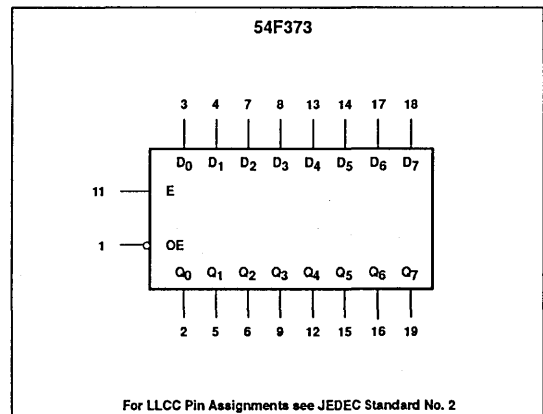 54F373
3 4 7 8 13 14 17 18
D0 D1 D2 D3 D4 D5 D6 D7
11 E
1 OE
Q0 Q1 Q2 Q3 Q4 Q5 Q6 Q7
2 5 6 9 12 15 16 19
For LLCC Pin Assignments see JEDEC Standard No. 2